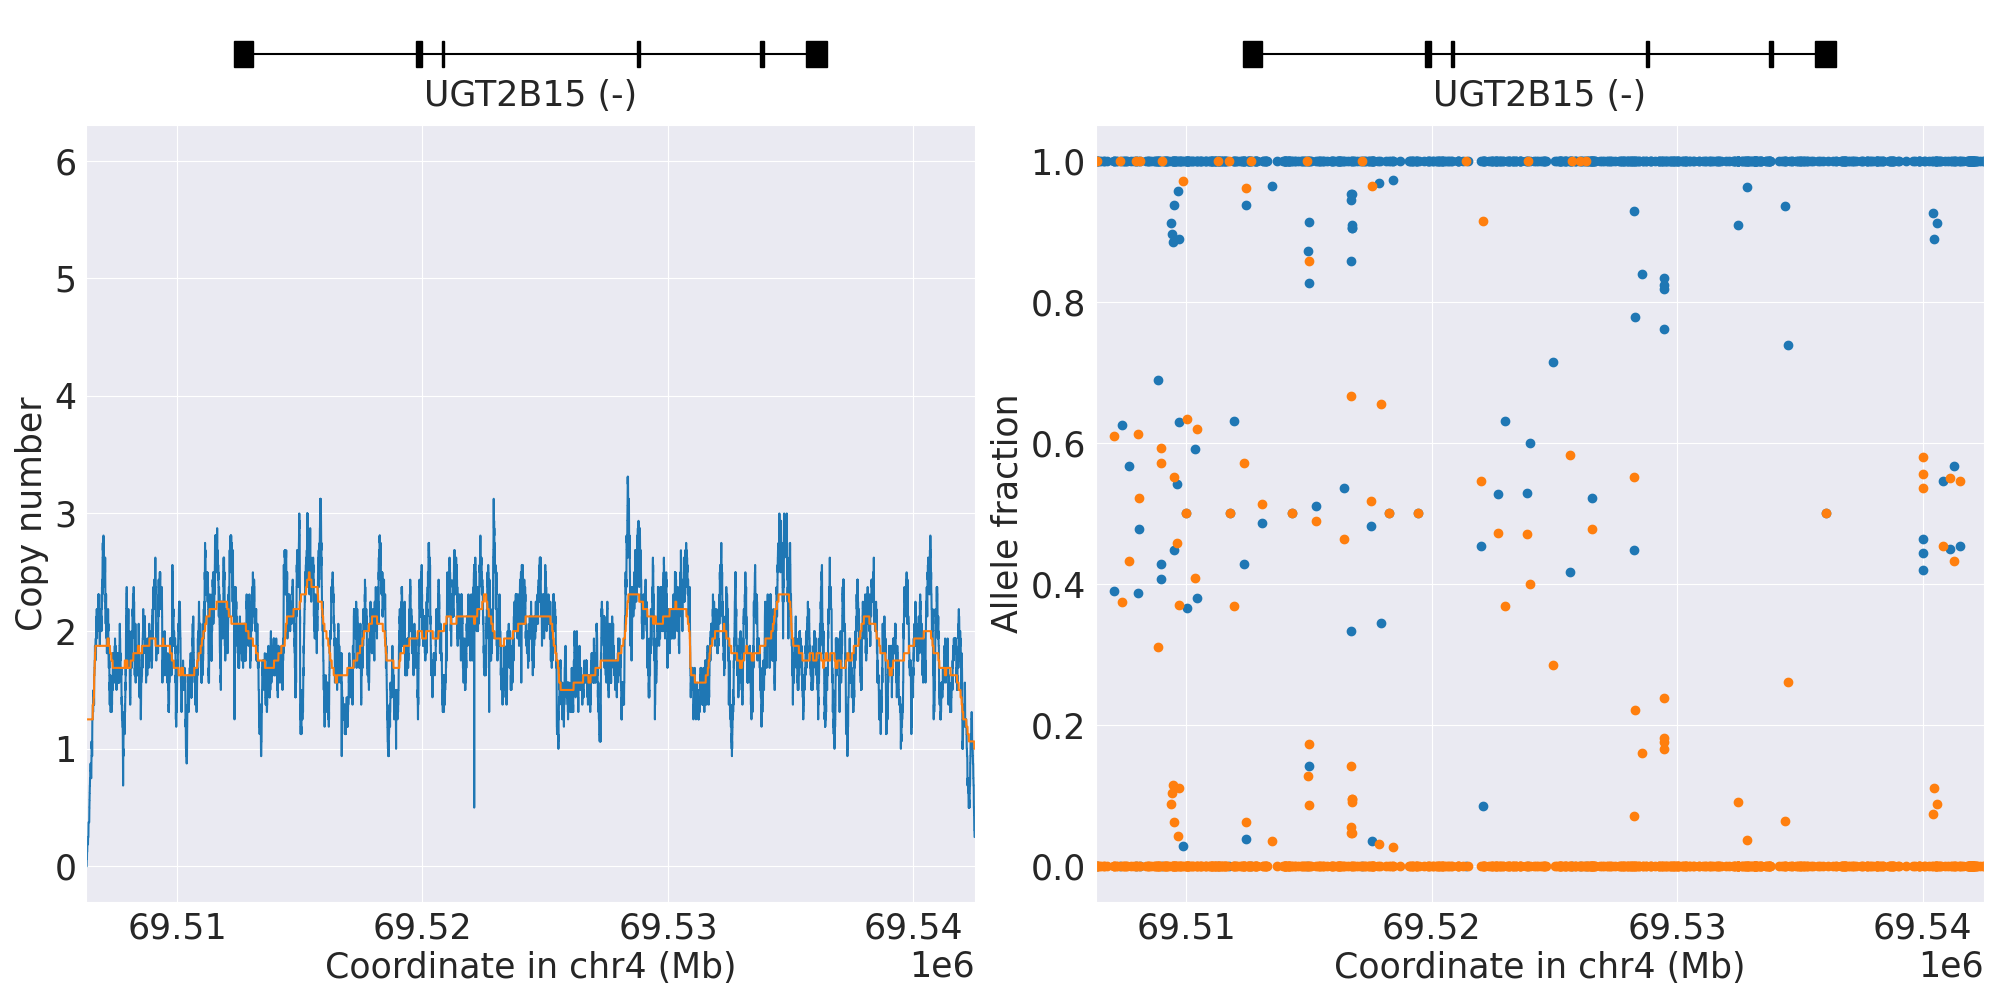 UGT2B15 (-)
6
5
4
3
2
1
0
Copy number
69.51 69.52 69.53 69.54
Coordinate in chr4 (Mb)
1e6
UGT2B15 (-)
1.0
0.8
0.6
0.4
0.2
0.0
Allele fraction
69.51 69.52 69.53 69.54
Coordinate in chr4 (Mb)
1e6